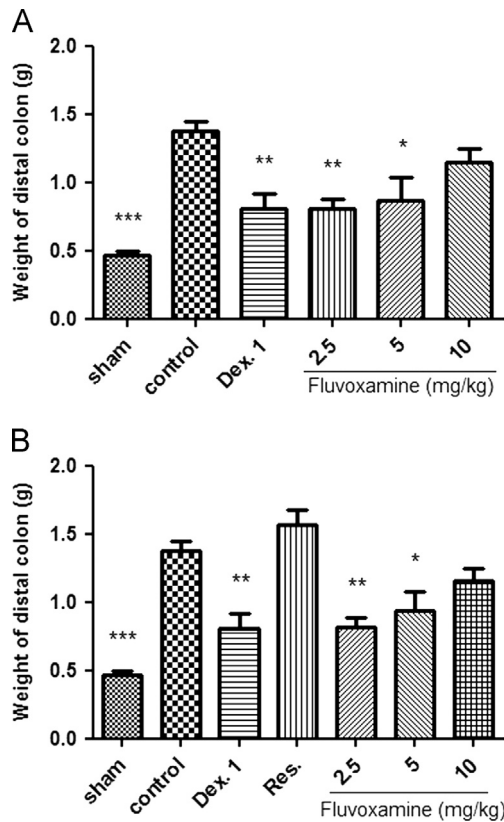 A
Weight of distal colon (g)
2.0
1.5
1.0
0.5
0.0
***
**
**
*
sham
control
Dex. 1
2.5
5
10
Fluvoxamine (mg/kg)
B
Weight of distal colon (g)
2.0
1.5
1.0
0.5
0.0
***
**
**
*
sham
control
Dex. 1
Res.
2.5
5
10
Fluvoxamine (mg/kg)